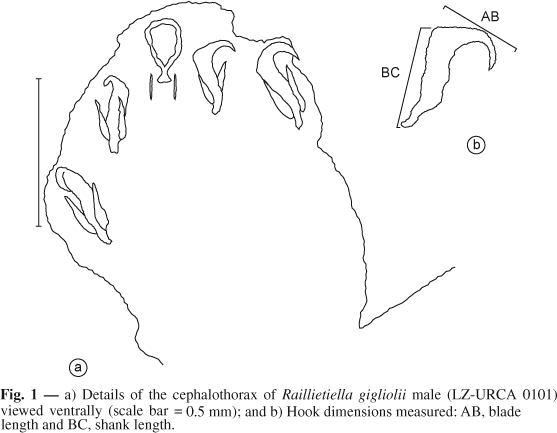 AB
BC
b
a
Fig. 1 — a) Details of the cephalothorax of Raillietiella gigliolii male (LZ-URCA 0101)
viewed ventrally (scale bar = 0.5 mm); and b) Hook dimensions measured: AB, blade
length and BC, shank length.